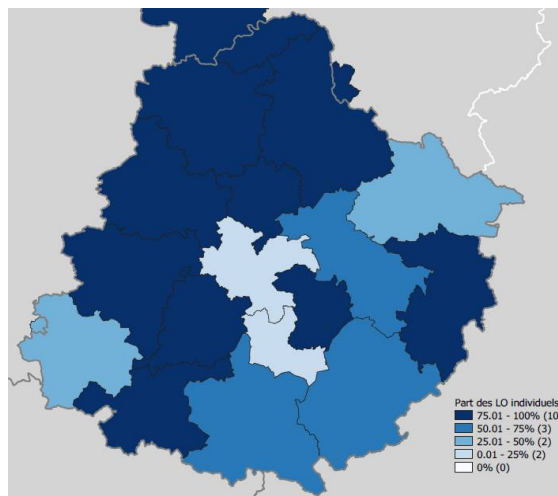 Part des LO individuels
75.01 - 100% (10
50.01 - 75% (3)
25.01 - 50% (2)
0.01 - 25% (2)
0% (0)